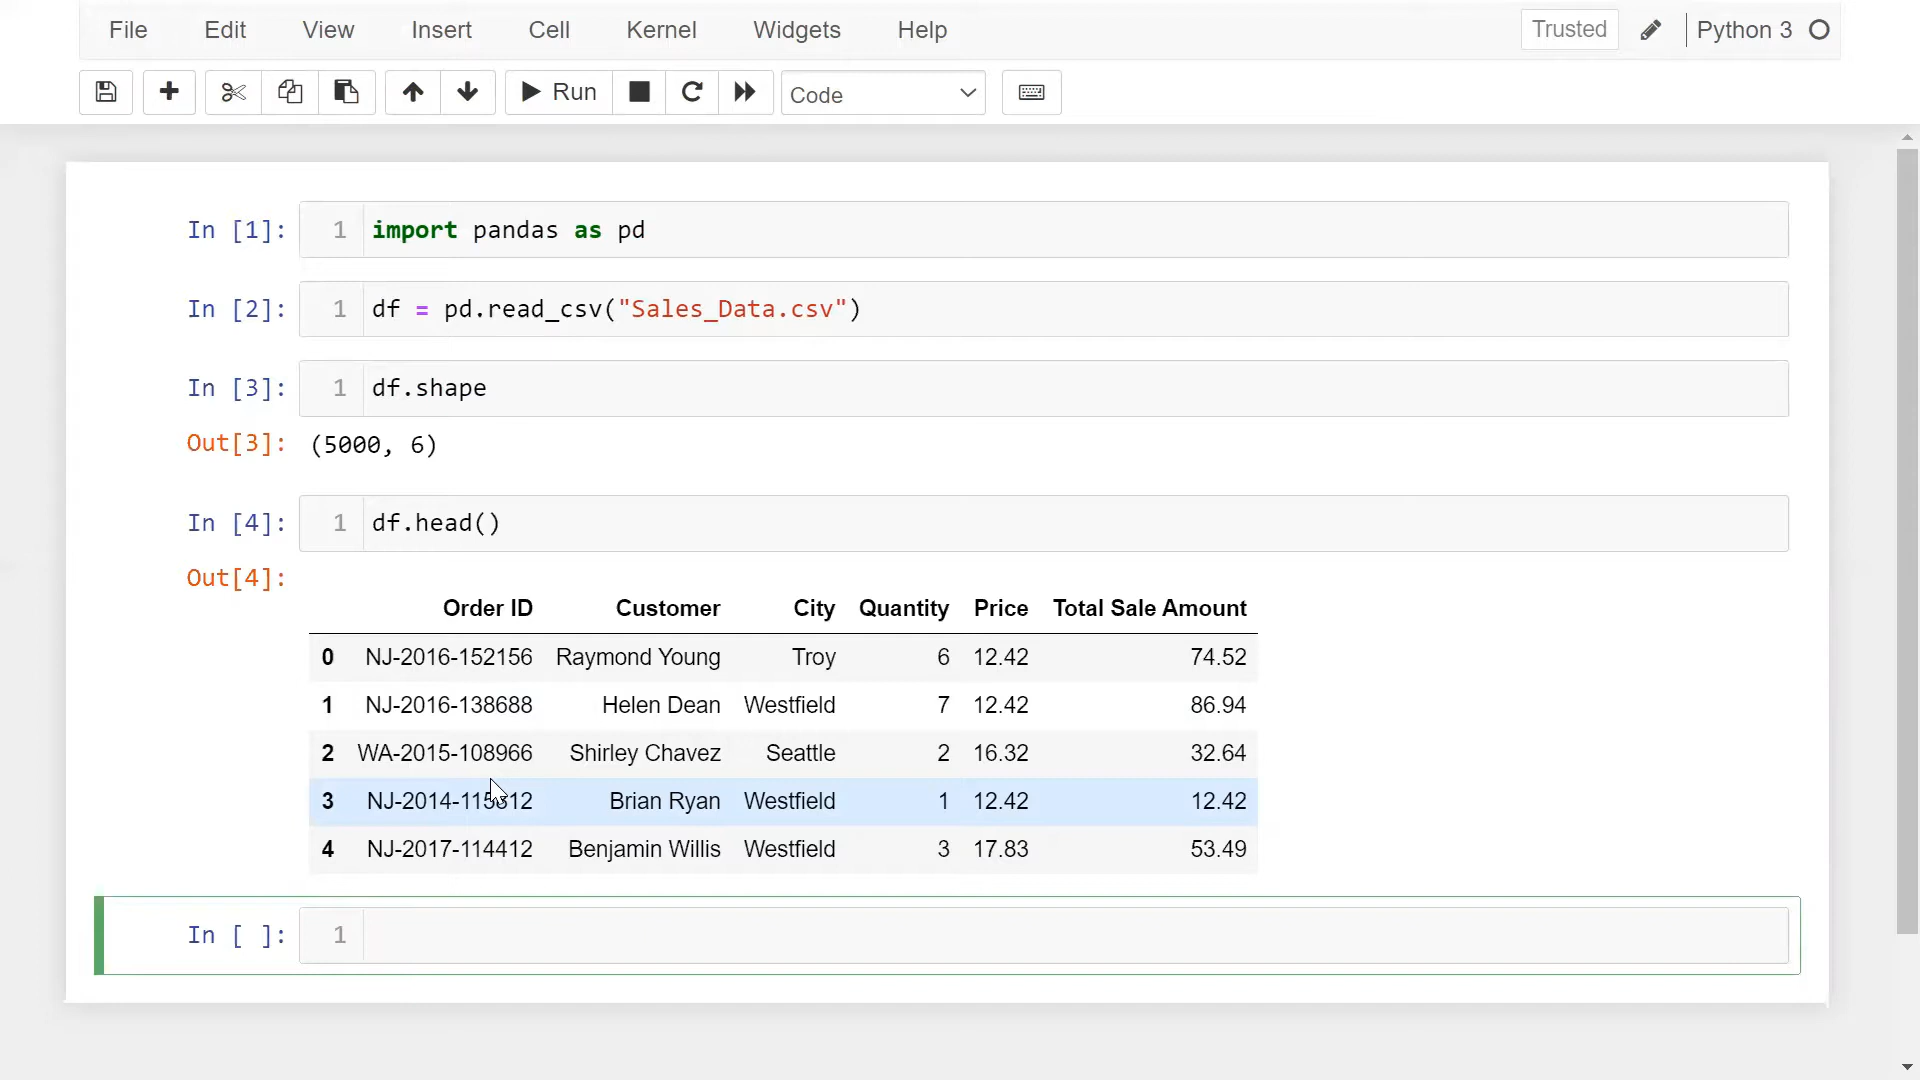 File Edit View Insert Cell Kernel Widgets Help Trusted Python 3
Run Code
In [1]: 1 import pandas as pd
In [2]: 1 df = pd.read_csv("Sales_Data.csv")
In [3]: 1 df.shape
Out[3]: (5000, 6)
In [4]: 1 df.head()
Out[4]:
Order ID Customer City Quantity Price Total Sale Amount
0 NJ-2016-152156 Raymond Young Troy 6 12.42 74.52
1 NJ-2016-138688 Helen Dean Westfield 7 12.42 86.94
2 WA-2015-108966 Shirley Chavez Seattle 2 16.32 32.64
3 Brian Ryan Westfield 1 12.42 12.42
4 NJ-2017-114412 Benjamin Willis Westfield 3 17.83 53.49
In [ ]: 1